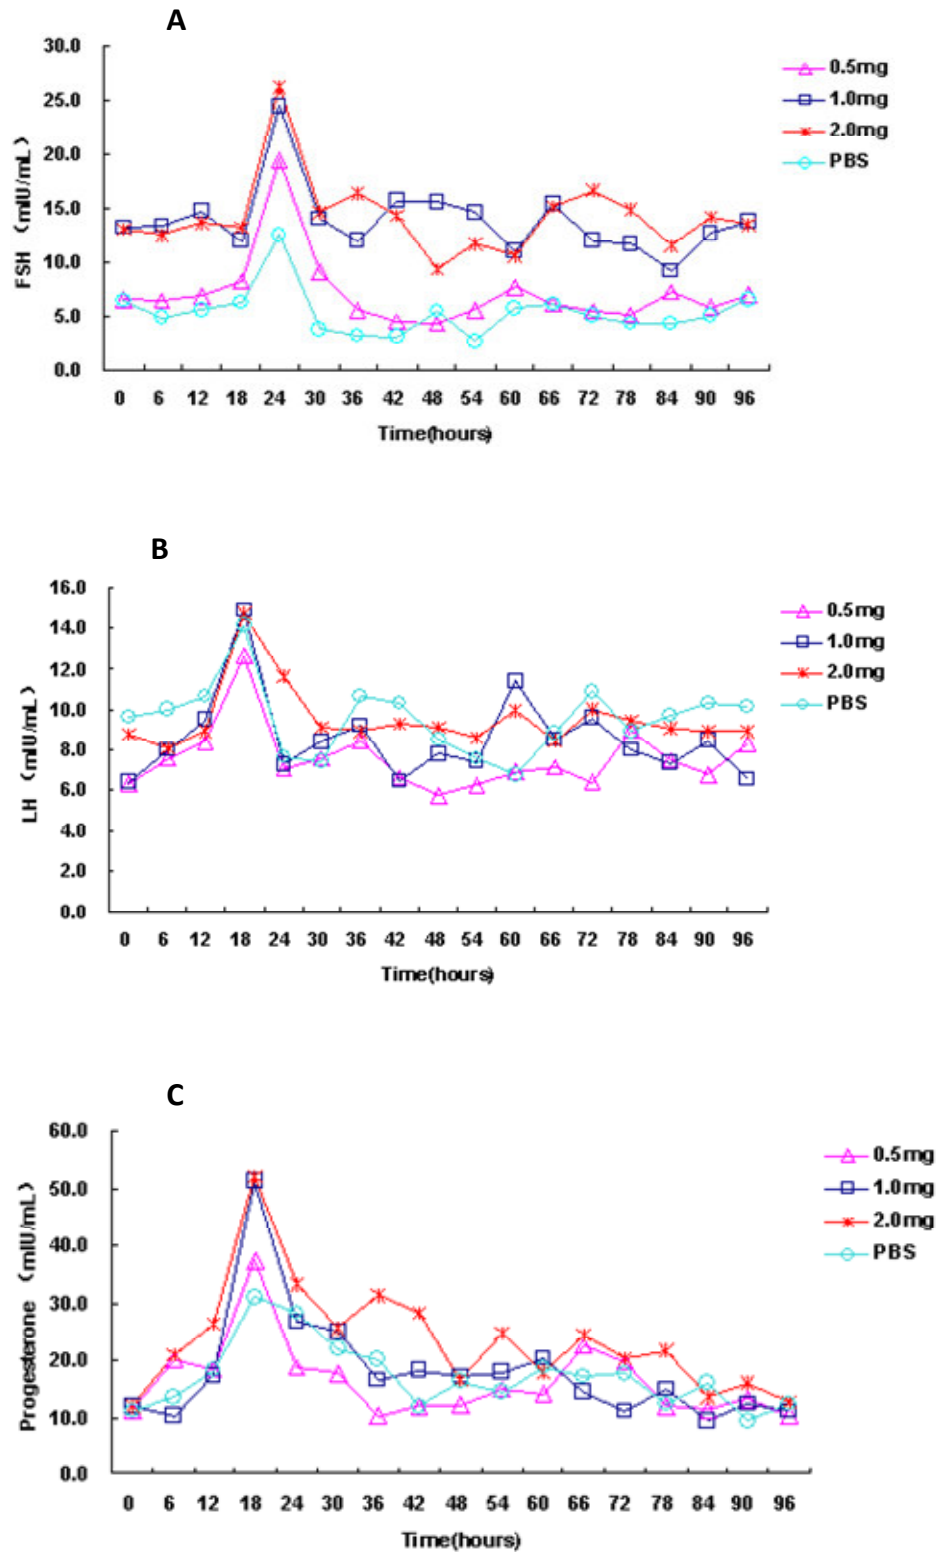 A
30.0
25.0
20.0
15.0
10.0
5.0
0.0
FSH （mIU/mL）
0 6 12 18 24 30 36 42 48 54 60 66 72 78 84 90 96
Time(hours)
0.5mg
1.0mg
2.0mg
PBS
B
16.0
14.0
12.0
10.0
8.0
6.0
4.0
2.0
0.0
LH （mIU/mL）
0 6 12 18 24 30 36 42 48 54 60 66 72 78 84 90 96
Time(hours)
0.5mg
1.0mg
2.0mg
PBS
C
60.0
50.0
40.0
30.0
20.0
10.0
0.0
Progesterone （mIU/mL）
0 6 12 18 24 30 36 42 48 54 60 66 72 78 84 90 96
Time(hours)
0.5mg
1.0mg
2.0mg
PBS